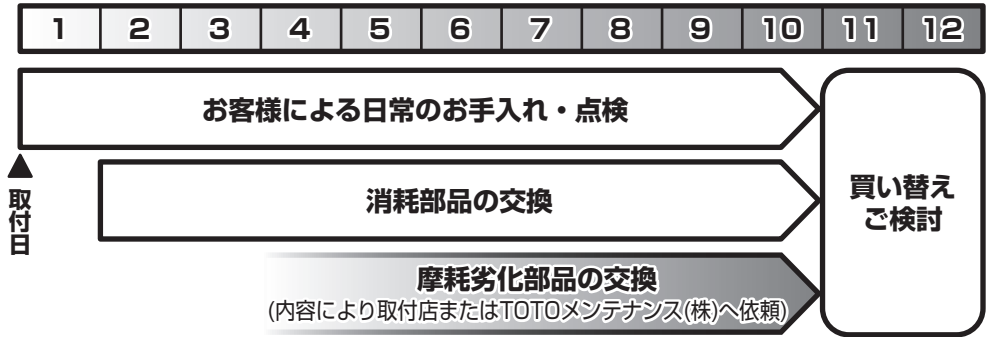 1 2 3 4 5 6 7 8 9 10 11 12
お客様による日常のお手入れ・点検
取付日
消耗部品の交換
摩耗劣化部品の交換
(内容により取付店またはTOTOメンテナンス(株)へ依頼)
買い替え
ご検討